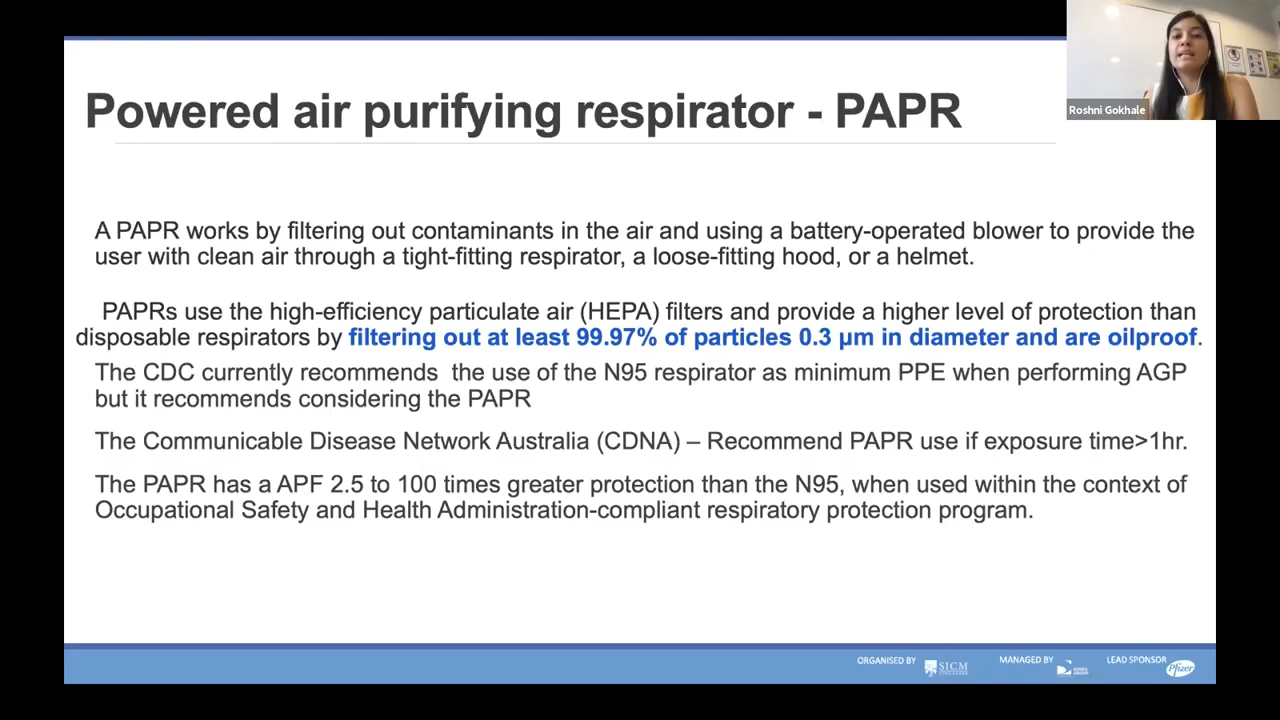 Powered air purifying respirator - PAPR
Roshni Gokhale
A PAPR works by filtering out contaminants in the air and using a battery-operated blower to provide the
user with clean air through a tight-fitting respirator, a loose-fitting hood, or a helmet.
PAPRs use the high-efficiency particulate air (HEPA) filters and provide a higher level of protection than
disposable respirators by filtering out at least 99.97% of particles 0.3 μm in diameter and are oilproof.
The CDC currently recommends  the use of the N95 respirator as minimum PPE when performing AGP
but it recommends considering the PAPR
The Communicable Disease Network Australia (CDNA) – Recommend PAPR use if exposure time>1hr.
The PAPR has a APF 2.5 to 100 times greater protection than the N95, when used within the context of
Occupational Safety and Health Administration-compliant respiratory protection program.
ORGANISED BY
SICM
MANAGED BY
LEAD SPONSOR
Pfizer